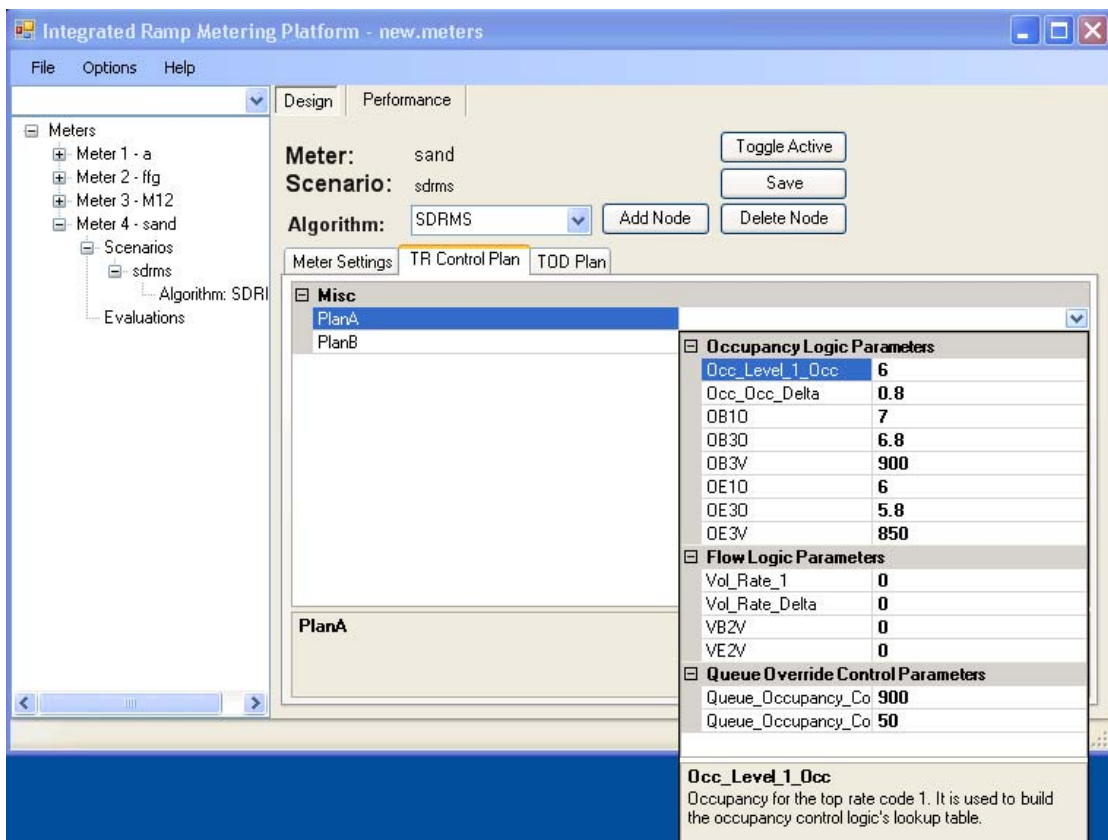 Integrated Ramp Metering Platform - new.meters
File Options Help
Design Performance
Meters
Meter 1 - a
Meter 2 - ffg
Meter 3 - M12
Meter 4 - sand
Scenarios
sdrms
Algorithm: SDRI
Evaluations
Meter: sand
Scenario: sdrms
Algorithm: SDRMS
Toggle Active
Save
Add Node Delete Node
Meter Settings TR Control Plan TOD Plan
Misc
PlanA
PlanB
PlanA
Occupancy Logic Parameters
Occ_Level_1_Occ 6
Occ_Occ_Delta 0.8
OB1O 7
OB3O 6.8
OB3V 900
OE1O 6
OE3O 5.8
OE3V 850
Flow Logic Parameters
Vol_Rate_1 0
Vol_Rate_Delta 0
VB2V 0
VE2V 0
Queue Override Control Parameters
Queue_Occupancy_Co 900
Queue_Occupancy_Co 50
Occ_Level_1_Occ
Occupancy for the top rate code 1. It is used to build
the occupancy control logic's lookup table.